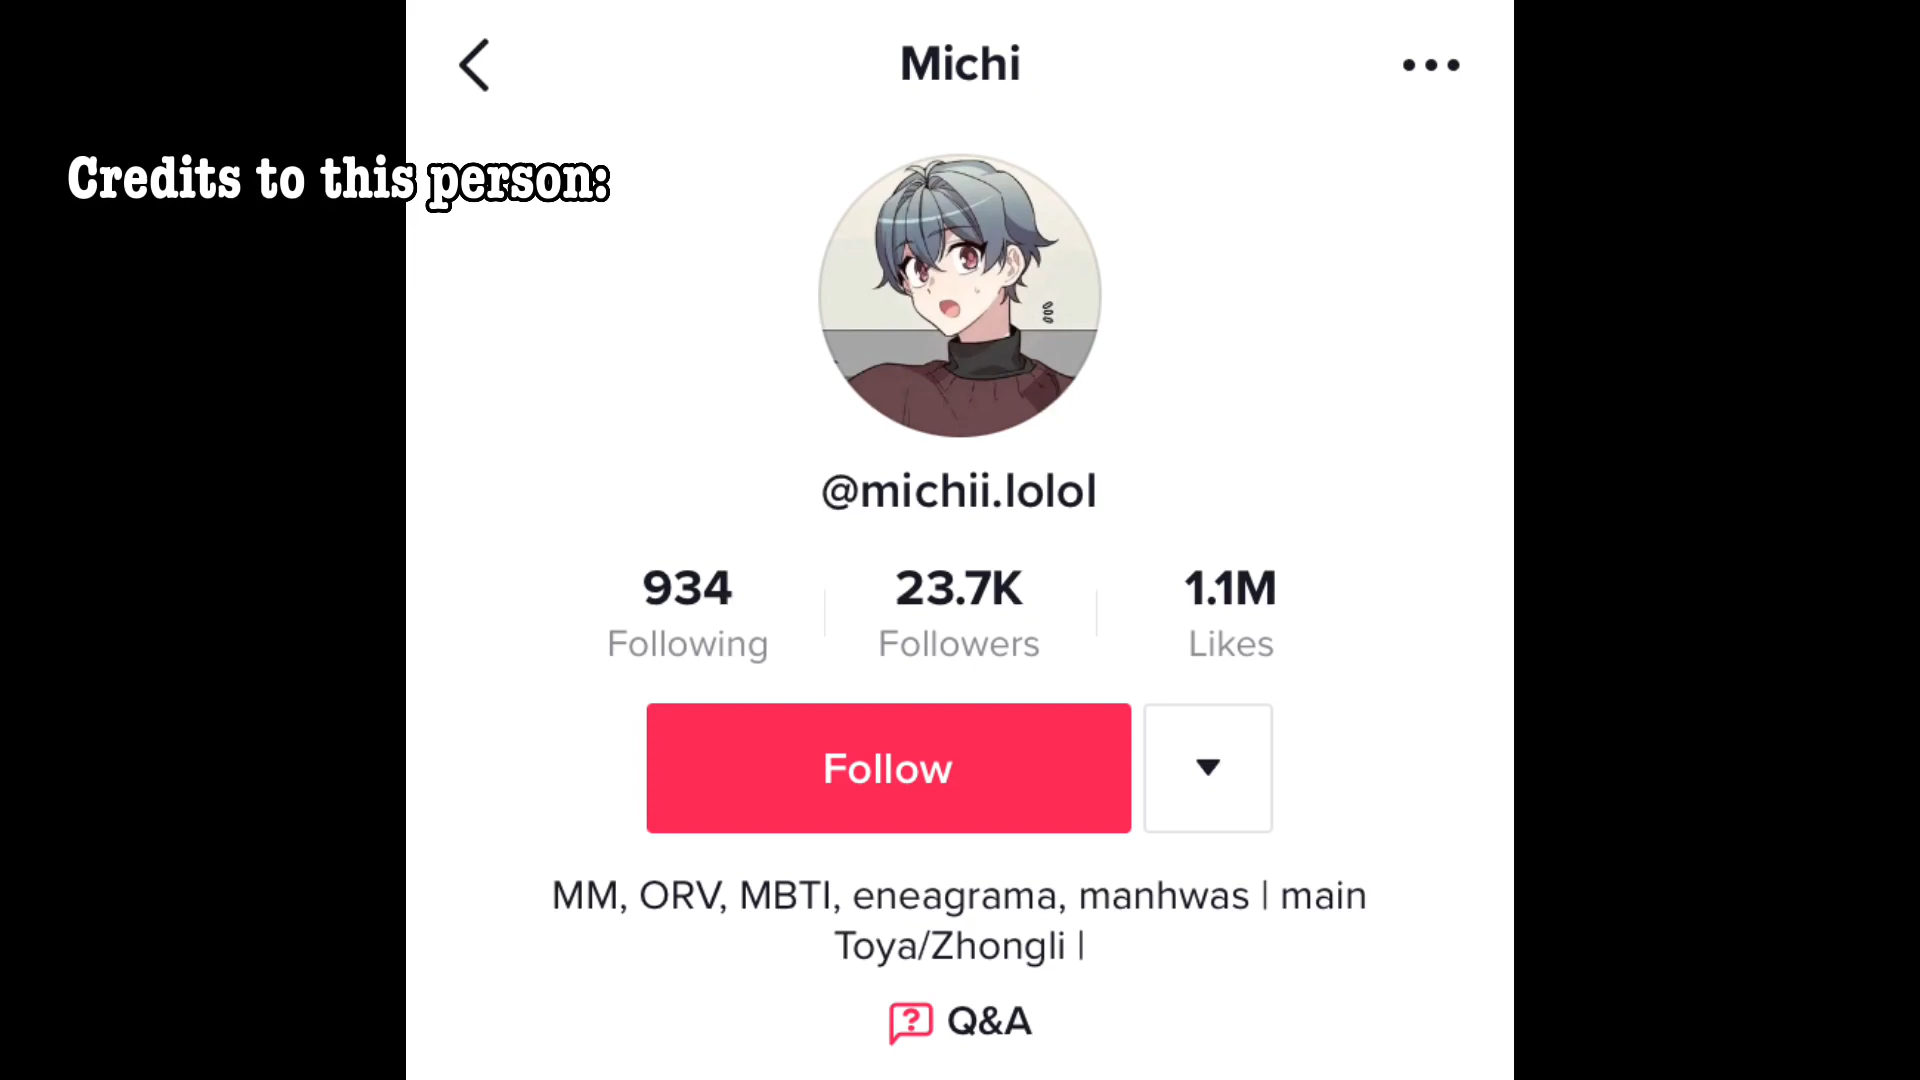 Michi
Credits to this person:
@michii.lolol
934
Following
23.7K
Followers
1.1M
Likes
Follow
MM, ORV, MBTI, eneagrama, manhwas | main
Toya/Zhongli |
Q&A